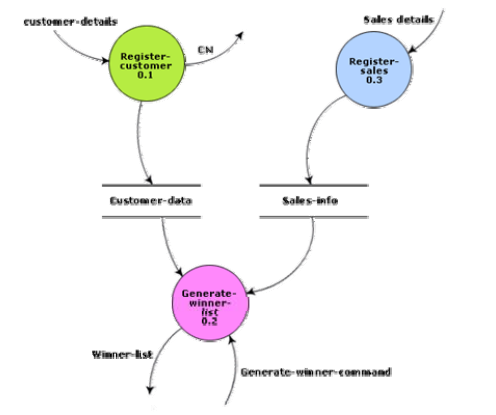 customer-details
Sales details
Register-
customer
0.1
CN
Register-
sales
0.3
Customer-data
Sales-info
Generate-
winner-
list
0.2
Winner-list
Generate-winner-command